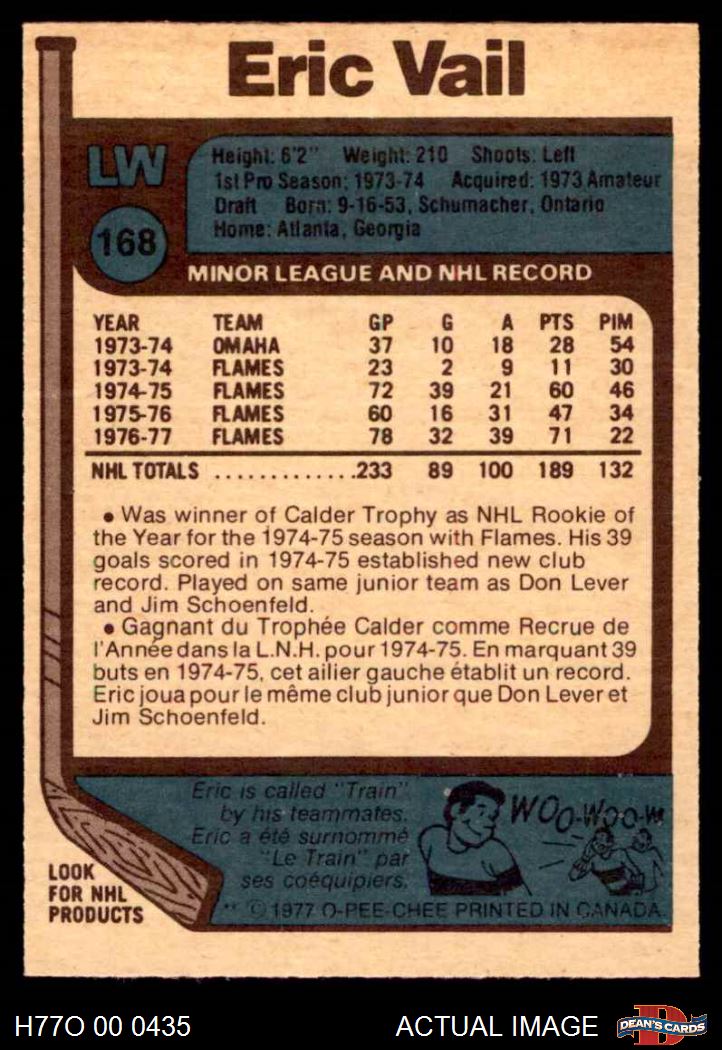 Eric Vail
LW
168
Height: 6'2" Weight: 210 Shoots: Left
1st Pro Season: 1973-74 Acquired: 1973 Amateur
Draft Born: 9-16-53, Schumacher, Ontario
Home: Atlanta, Georgia
MINOR LEAGUE AND NHL RECORD
YEAR TEAM GP G A PTS PIM
1973-74 OMAHA 37 10 18 28 54
1973-74 FLAMES 23 2 9 11 30
1974-75 FLAMES 72 39 21 60 46
1975-76 FLAMES 60 16 31 47 34
1976-77 FLAMES 78 32 39 71 22
NHL TOTALS .............233 89 100 189 132
• Was winner of Calder Trophy as NHL Rookie of
the Year for the 1974-75 season with Flames. His 39
goals scored in 1974-75 established new club
record. Played on same junior team as Don Lever
and Jim Schoenfeld.
• Gagnant du Trophée Calder comme Recrue de
l'Année dans la L.N.H. pour 1974-75. En marquant 39
buts en 1974-75, cet ailier gauche établit un record.
Eric joua pour le même club junior que Don Lever et
Jim Schoenfeld.
Eric is called "Train"
by his teammates.
Eric a été surnommé
"Le Train" par
ses coéquipiers.
WOO-WOO-W
LOOK
FOR NHL
PRODUCTS
** © 1977 O-PEE-CHEE PRINTED IN CANADA
H77O 00 0435
ACTUAL IMAGE
D
DEAN'S CARDS